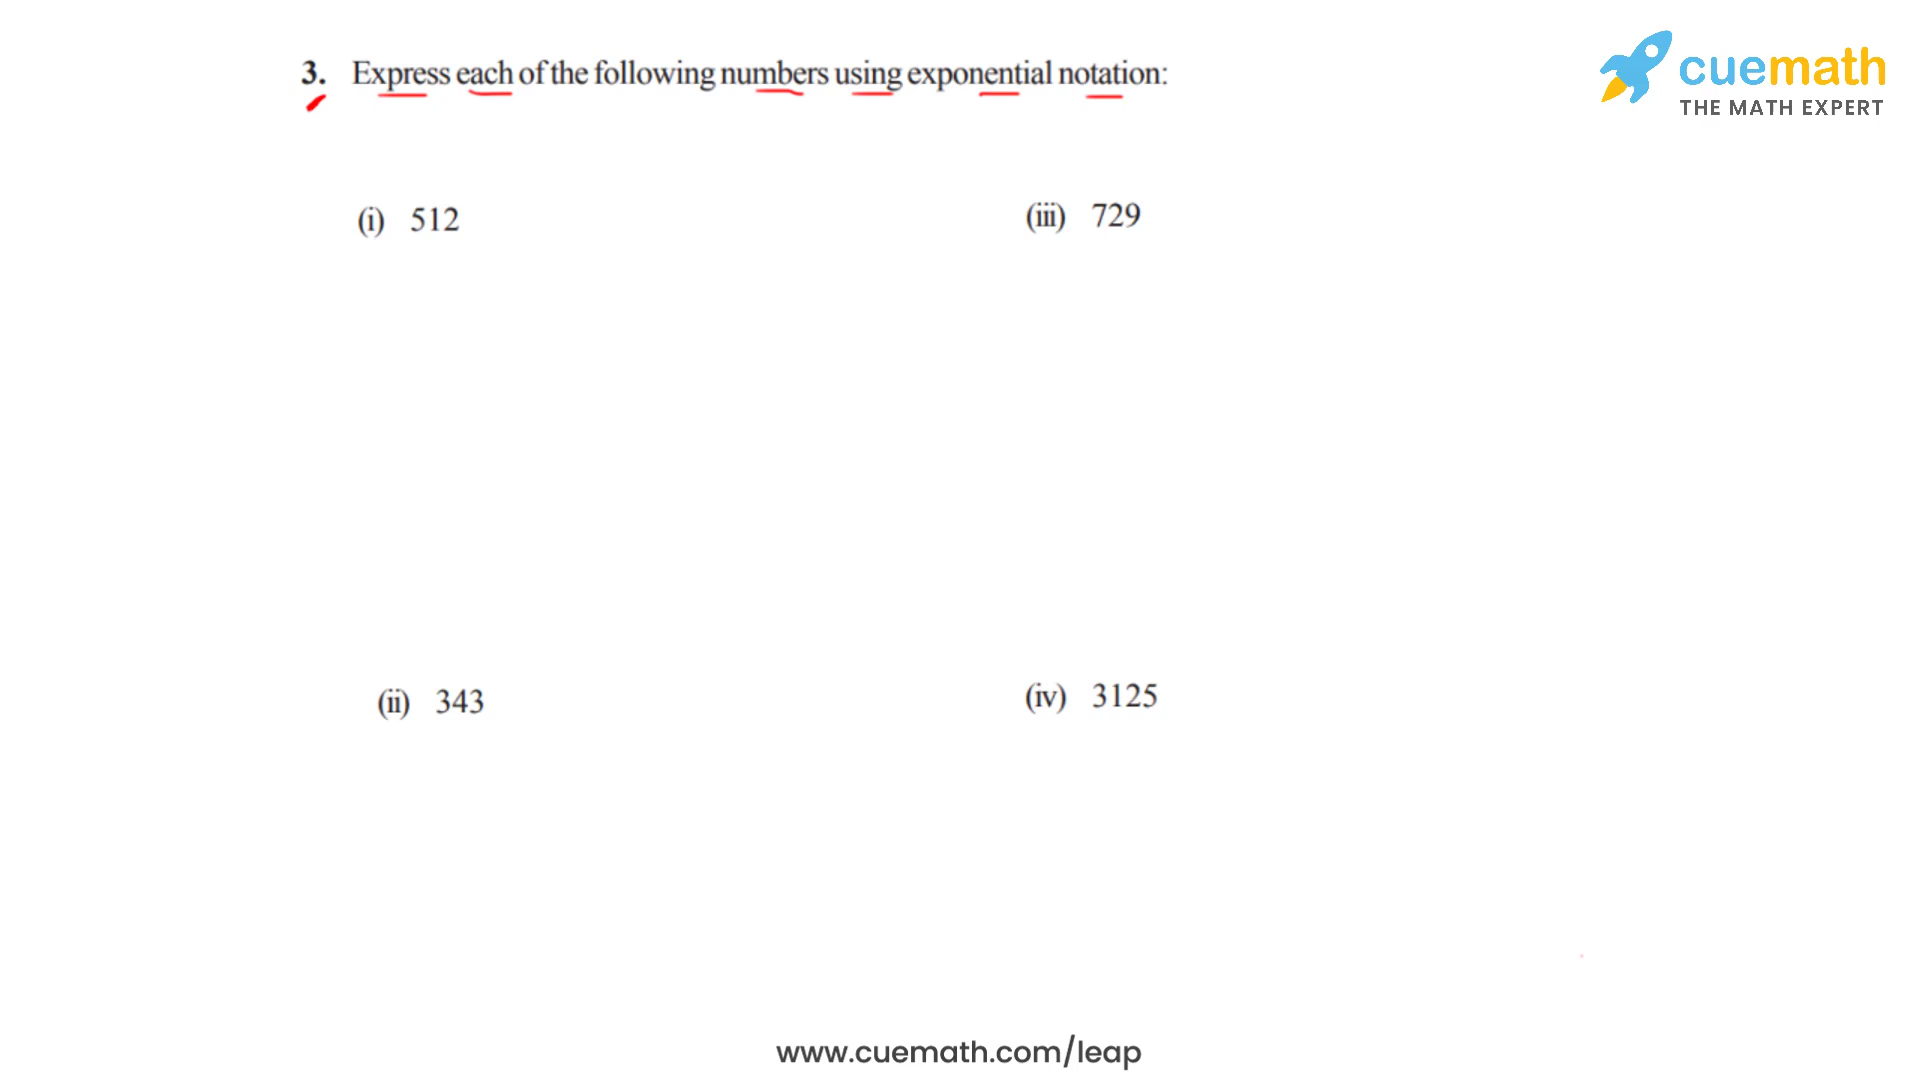 3. Express each of the following numbers using exponential notation:
cuemath
THE MATH EXPERT
(i) 512
(iii) 729
(ii) 343
(iv) 3125
www.cuemath.com/leap